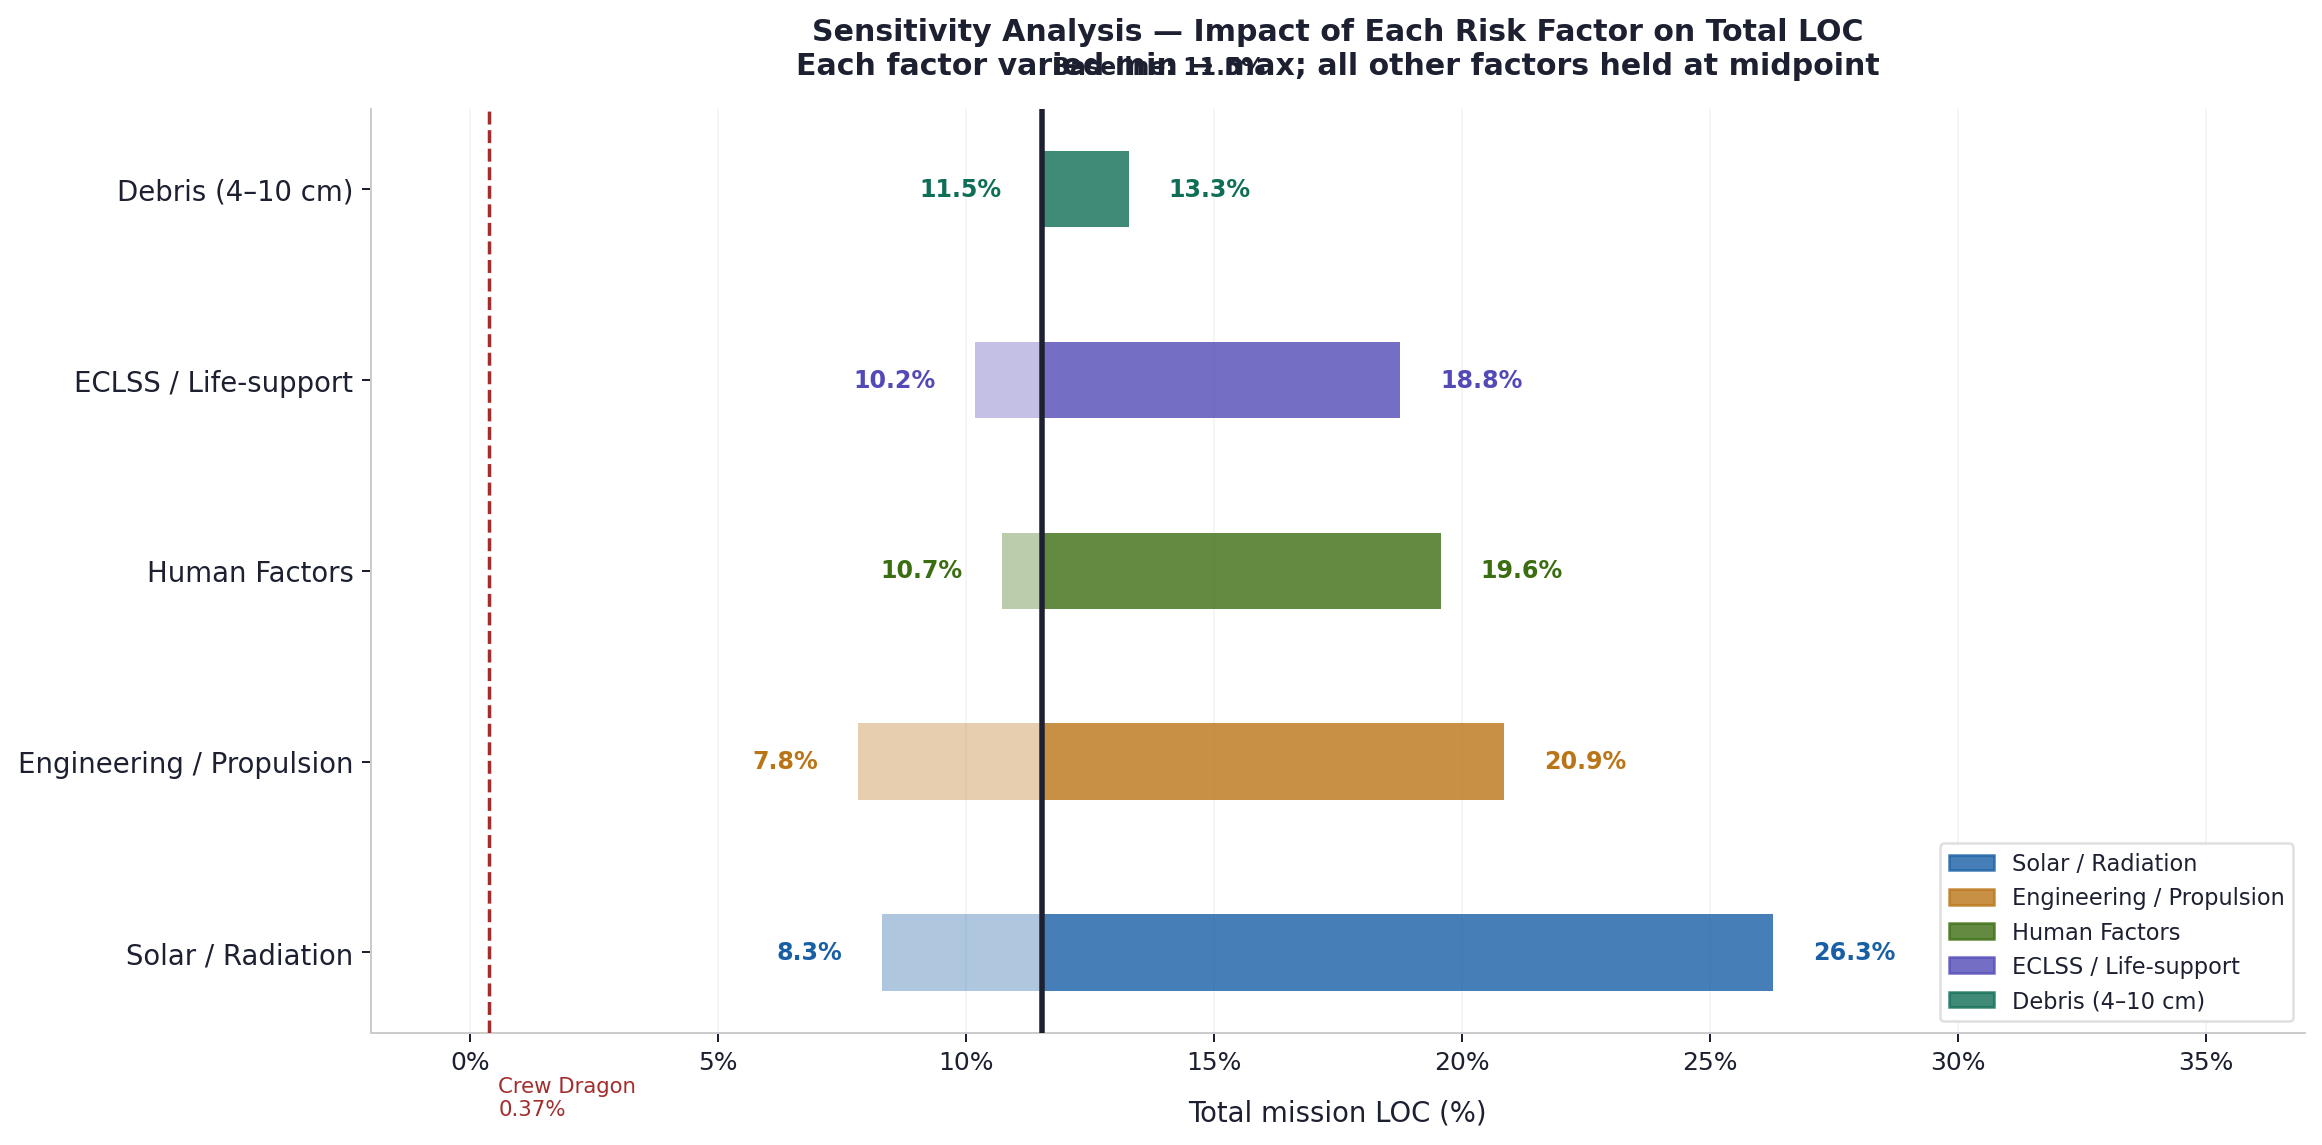 Sensitivity Analysis — Impact of Each Risk Factor on Total LOC
Each factor varied min → max; all other factors held at midpoint
Baseline: 11.5%
Debris (4–10 cm)
11.5%
13.3%
ECLSS / Life-support
10.2%
18.8%
Human Factors
10.7%
19.6%
Engineering / Propulsion
7.8%
20.9%
Solar / Radiation
8.3%
26.3%
Solar / Radiation
Engineering / Propulsion
Human Factors
ECLSS / Life-support
Debris (4–10 cm)
0%
5%
10%
15%
20%
25%
30%
35%
Crew Dragon
0.37%
Total mission LOC (%)